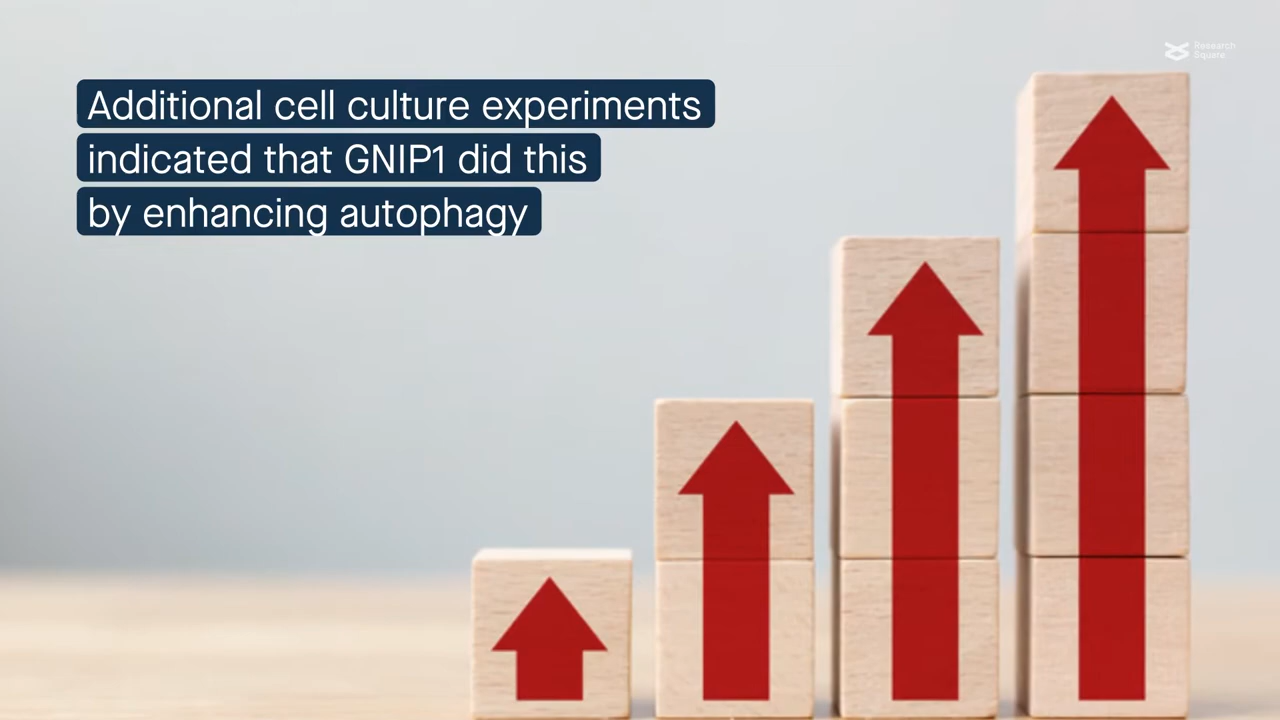 Additional cell culture experiments
indicated that GNIP1 did this
by enhancing autophagy
Research
Square